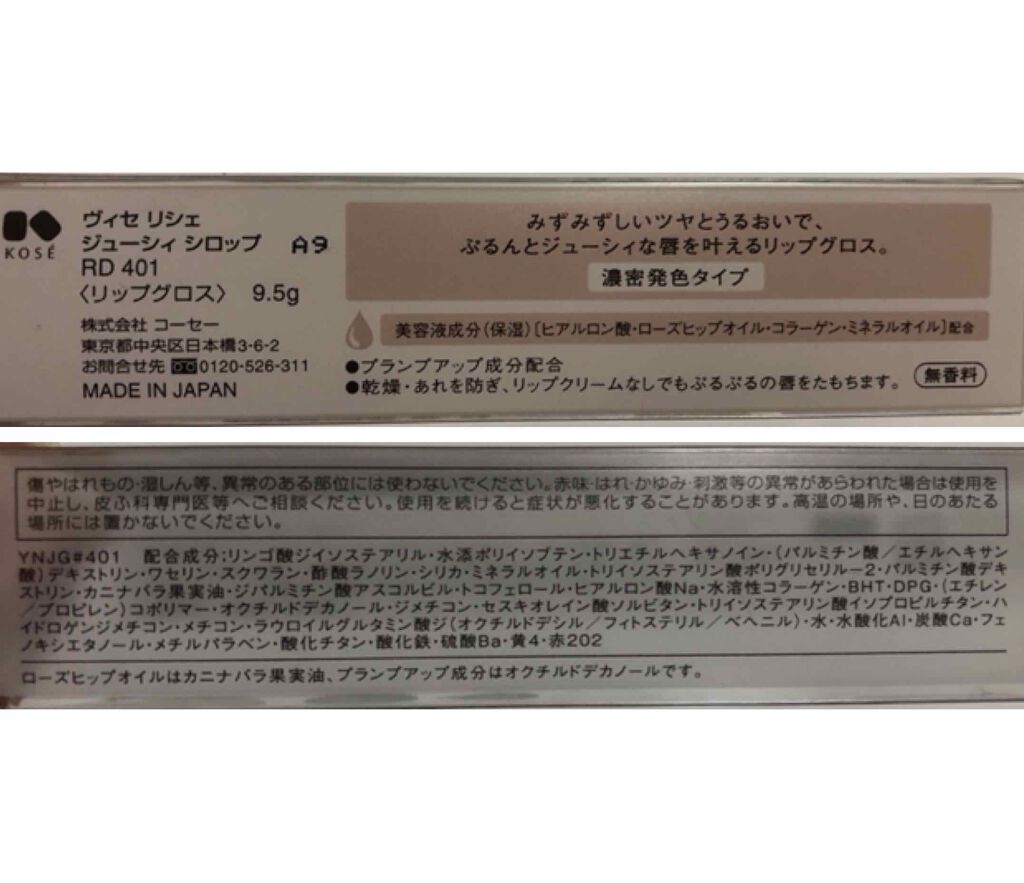 KOSÉ
ヴィセ リシェ
ジューシィ シロップ A9
RD 401
〈リップグロス〉 9.5g
株式会社 コーセー
東京都中央区日本橋3-6-2
お問合せ先 0120-526-311
MADE IN JAPAN
みずみずしいツヤとうるおいで、
ぷるんとジューシィな唇を叶えるリップグロス。
濃密発色タイプ
美容液成分(保湿)[ヒアルロン酸・ローズヒップオイル・コラーゲン・ミネラルオイル]配合
●プランプアップ成分配合
●乾燥・あれを防ぎ、リップクリームなしでもぷるぷるの唇をたもちます。 無香料
傷やはれもの・湿しん等、異常のある部位には使わないでください。赤味・はれ・かゆみ・刺激等の異常があらわれた場合は使用を
中止し、皮ふ科専門医等へご相談ください。使用を続けると症状が悪化することがあります。高温の場所や、日のあたる
場所には置かないでください。
YNJG#401 配合成分:リンゴ酸ジイソステアリル・水添ポリイソブテン・トリエチルヘキサノイン・(パルミチン酸/エチルヘキサン
酸)デキストリン・ワセリン・スクワラン・酢酸ラノリン・シリカ・ミネラルオイル・トリイソステアリン酸ポリグリセリル-2・パルミチン酸デキ
ストリン・カニナバラ果実油・ジパルミチン酸アスコルビル・トコフェロール・ヒアルロン酸Na・水溶性コラーゲン・BHT・DPG・(エチレン
/プロピレン)コポリマー・オクチルドデカノール・ジメチコン・セスキオレイン酸ソルビタン・トリイソステアリン酸イソプロピルチタン・ハ
イドロゲンジメチコン・メチコン・ラウロイルグルタミン酸ジ(オクチルドデシル/フィトステリル/ベヘニル)・水・水酸化Al・炭酸Ca・フェ
ノキシエタノール・メチルパラベン・酸化チタン・酸化鉄・硫酸Ba・黄4・赤202
ローズヒップオイルはカニナバラ果実油、プランプアップ成分はオクチルドデカノールです。